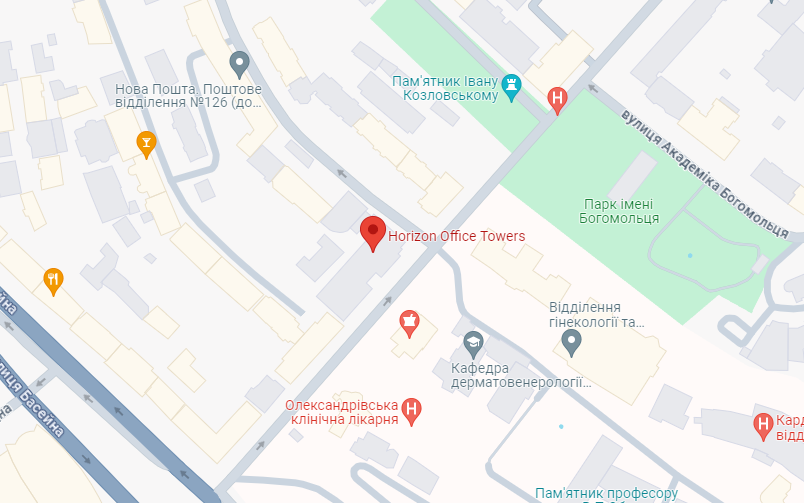 Нова Пошта. Поштове
відділення №126 (до...
Пам'ятник Івану
Козловському
H
вулиця Академіка Богомольця
Парк імені
Богомольця
Horizon Office Towers
Відділення
гінекології та...
Кафедра
дерматовенерології...
Олександрівська
клінічна лікарня
H
H
Кард
відд
Басейна
Пам'ятник професору